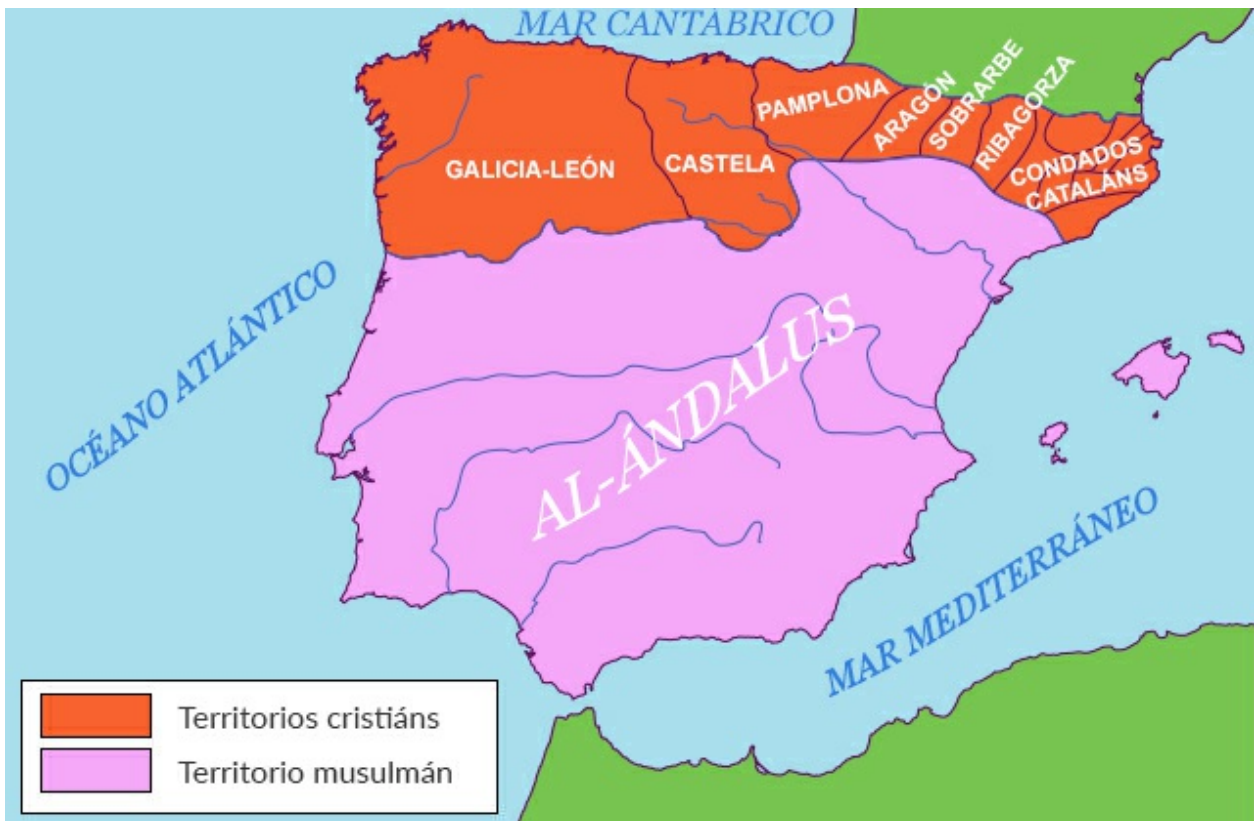 MAR CANTÁBRICO
PAMPLONA
ARAGÓN
SOBRARBE
RIBAGORZA
GALICIA-LEÓN
CASTELA
CONDADOS
CATALÁNS
OCÉANO ATLÁNTICO
AL-ÁNDALUS
MAR MEDITERRÁNEO
Territorios cristiáns
Territorio musulmán